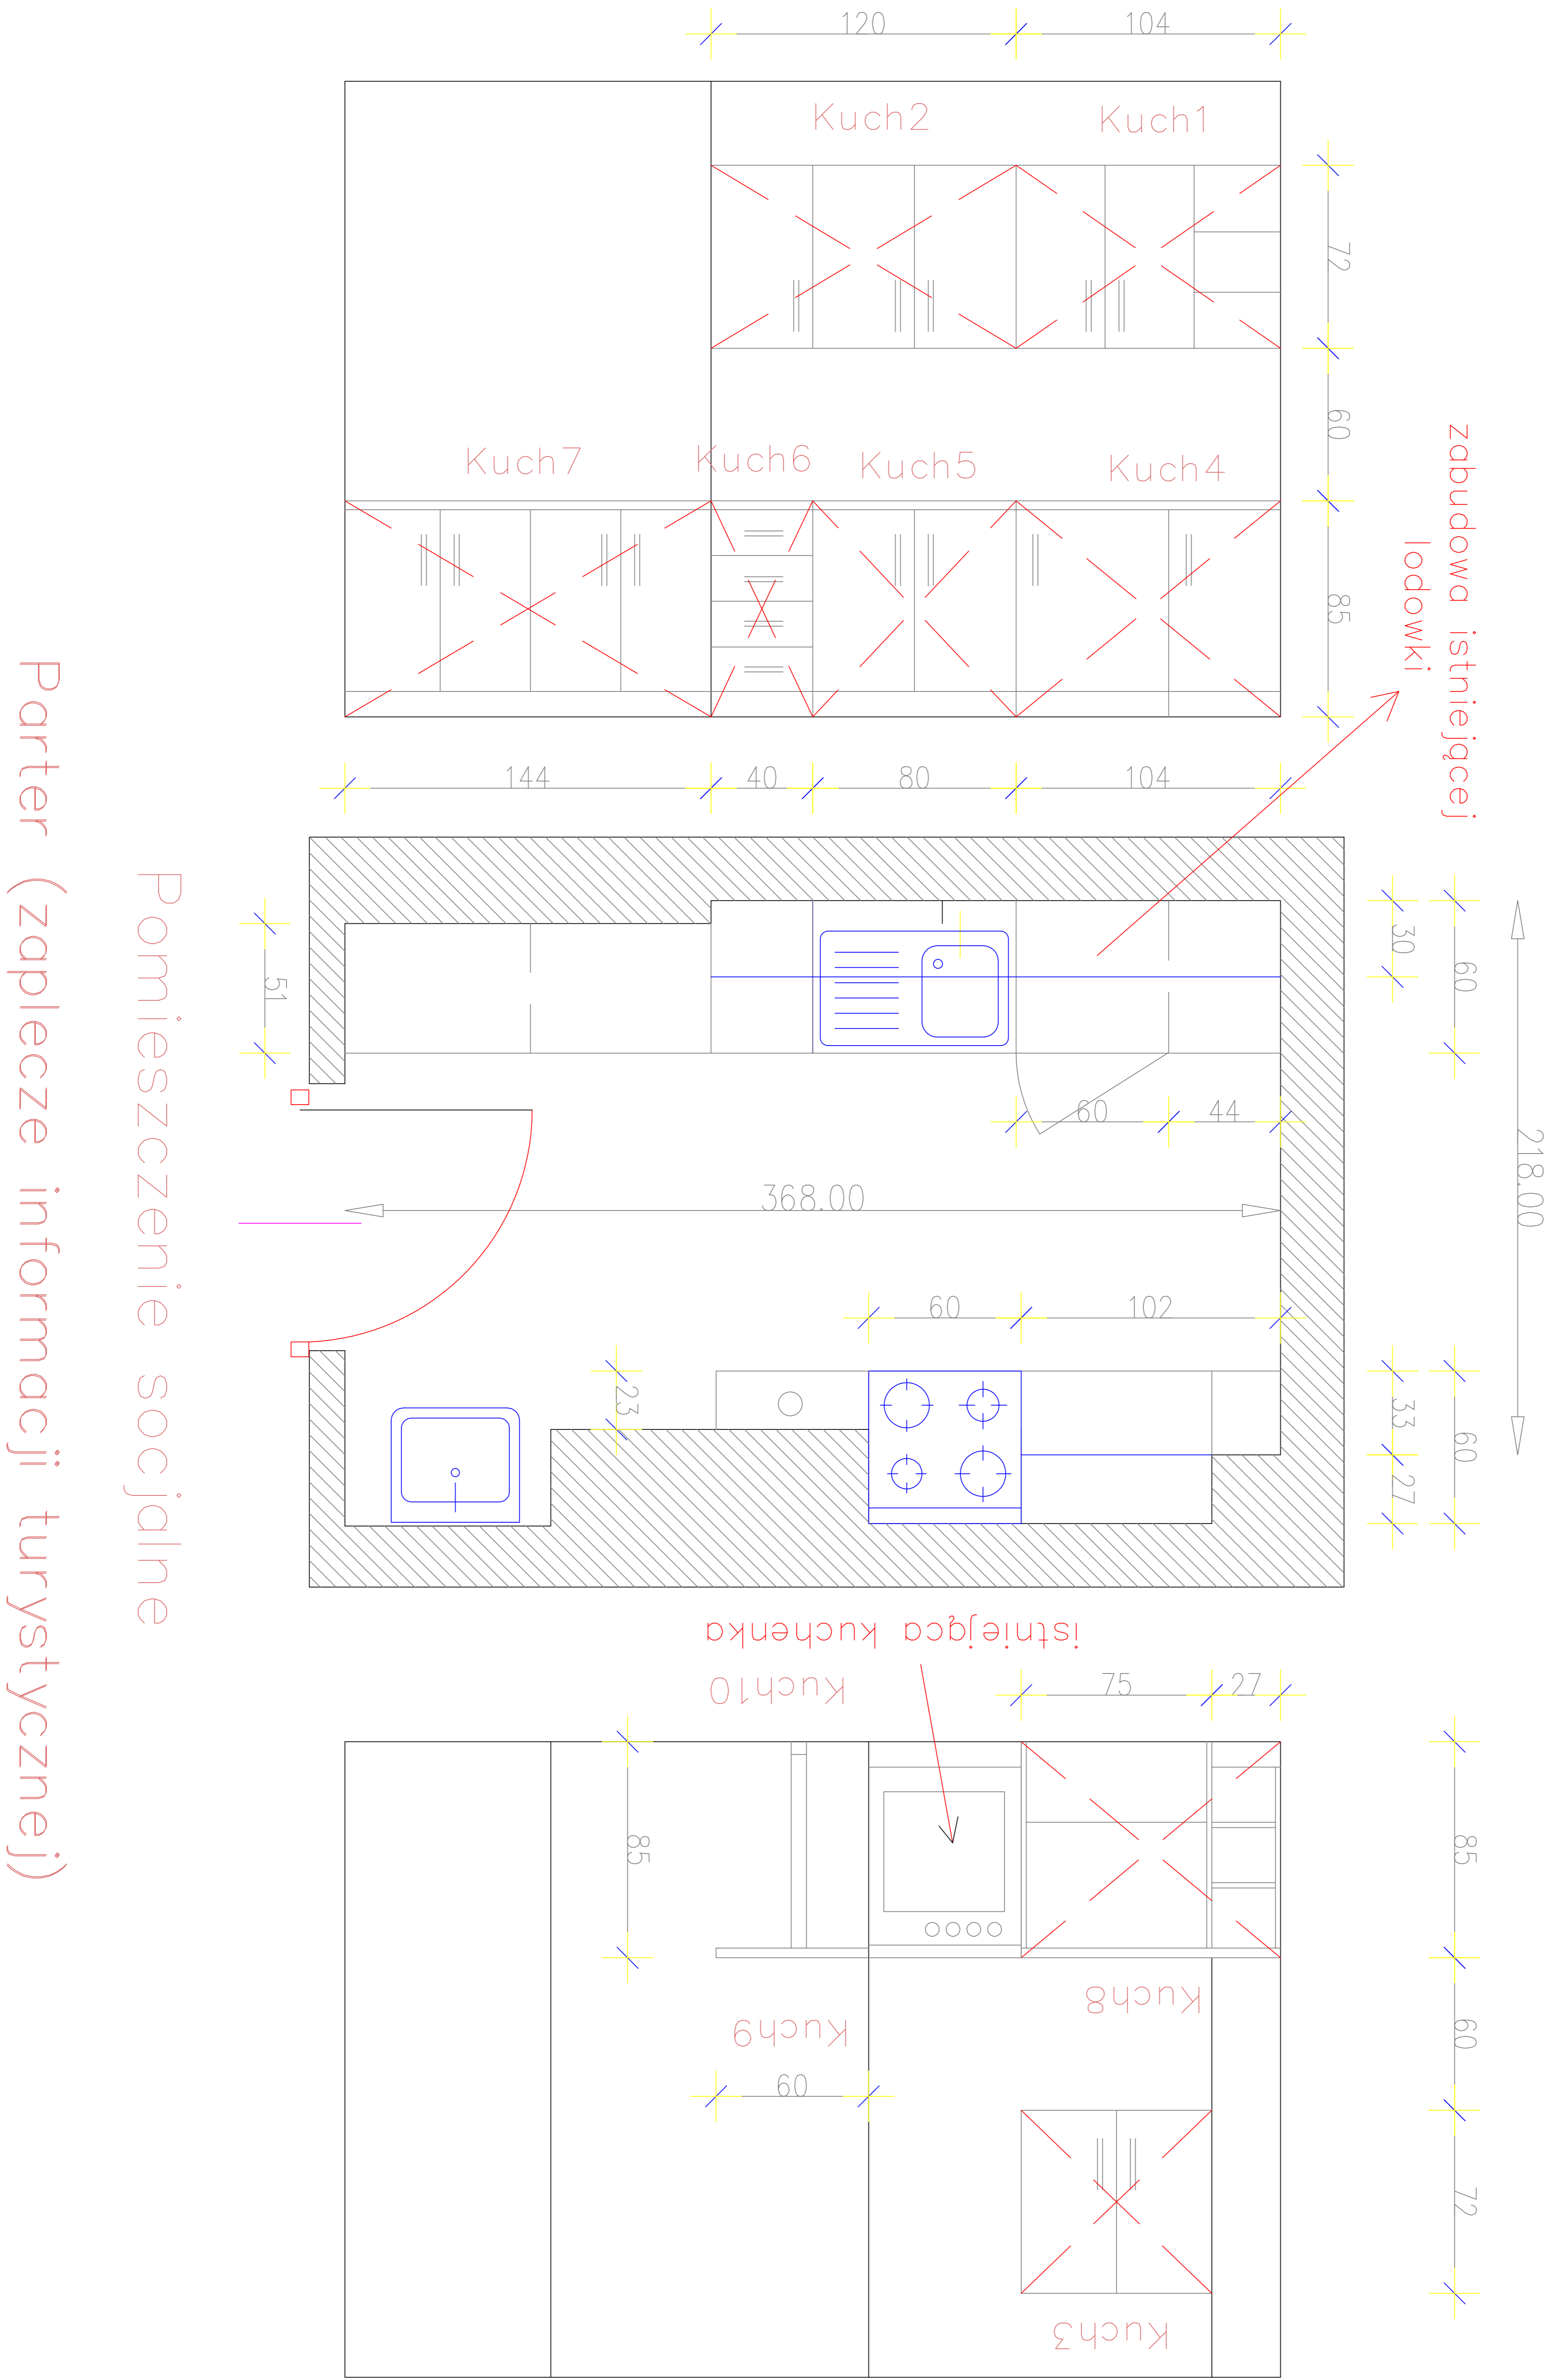 120
104
Kuch2
Kuch1
72
60
zabudowa istniejącej
lodowki
Kuch7
Kuch6
Kuch5
Kuch4
85
144
40
80
104
Parter (zaplecze informacji turystycznej)
Pomieszczenie socjalne
51
30
60
60
44
218.00
368.00
60
102
23
33
60
27
istniejąca kuchenka
Kuch10
75
27
85
85
Kuch8
Kuch9
60
60
72
Kuch3